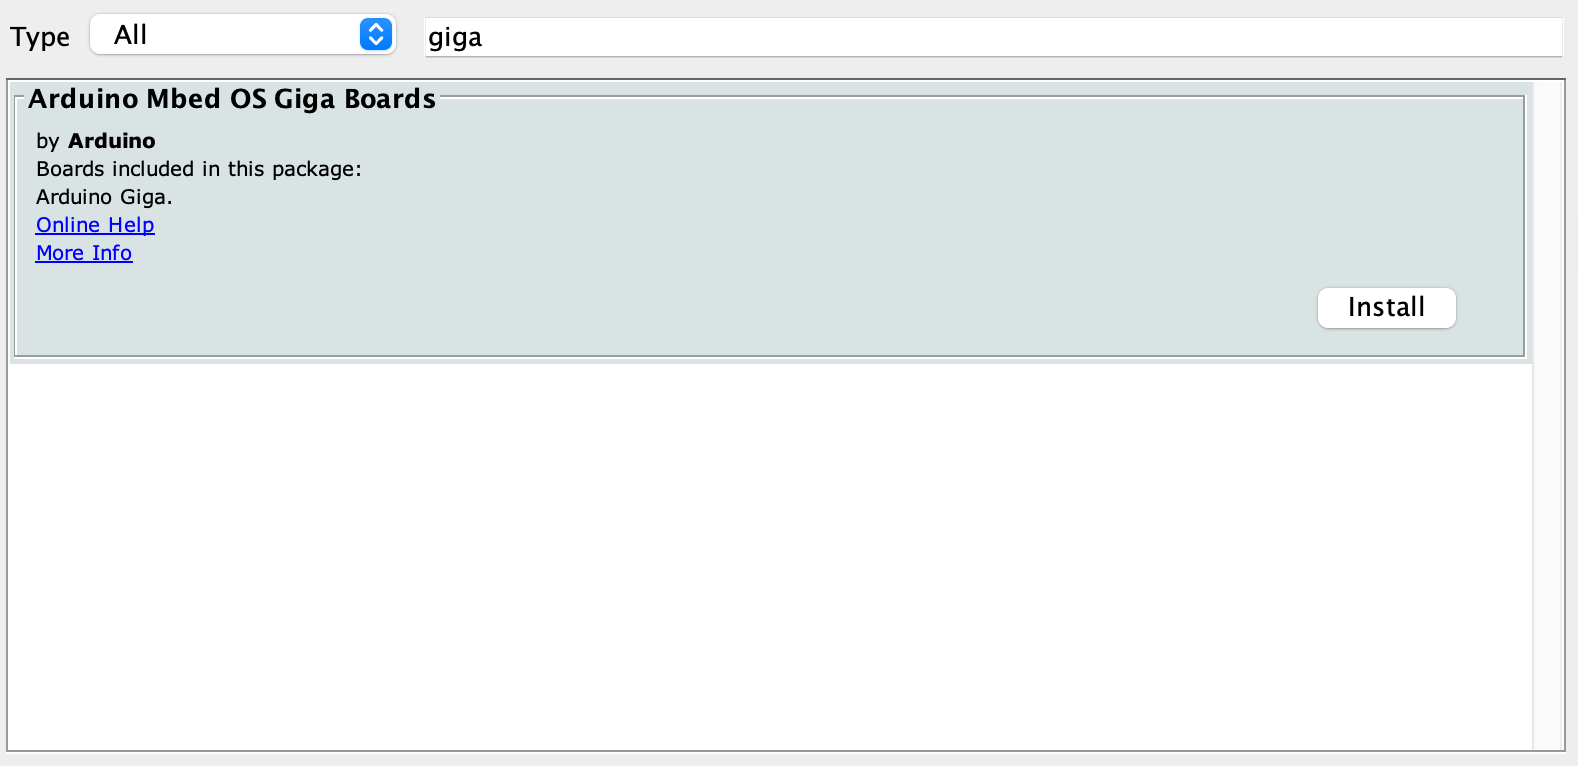 Type All giga
Arduino Mbed OS Giga Boards
by Arduino
Boards included in this package:
Arduino Giga.
Online Help
More Info
Install